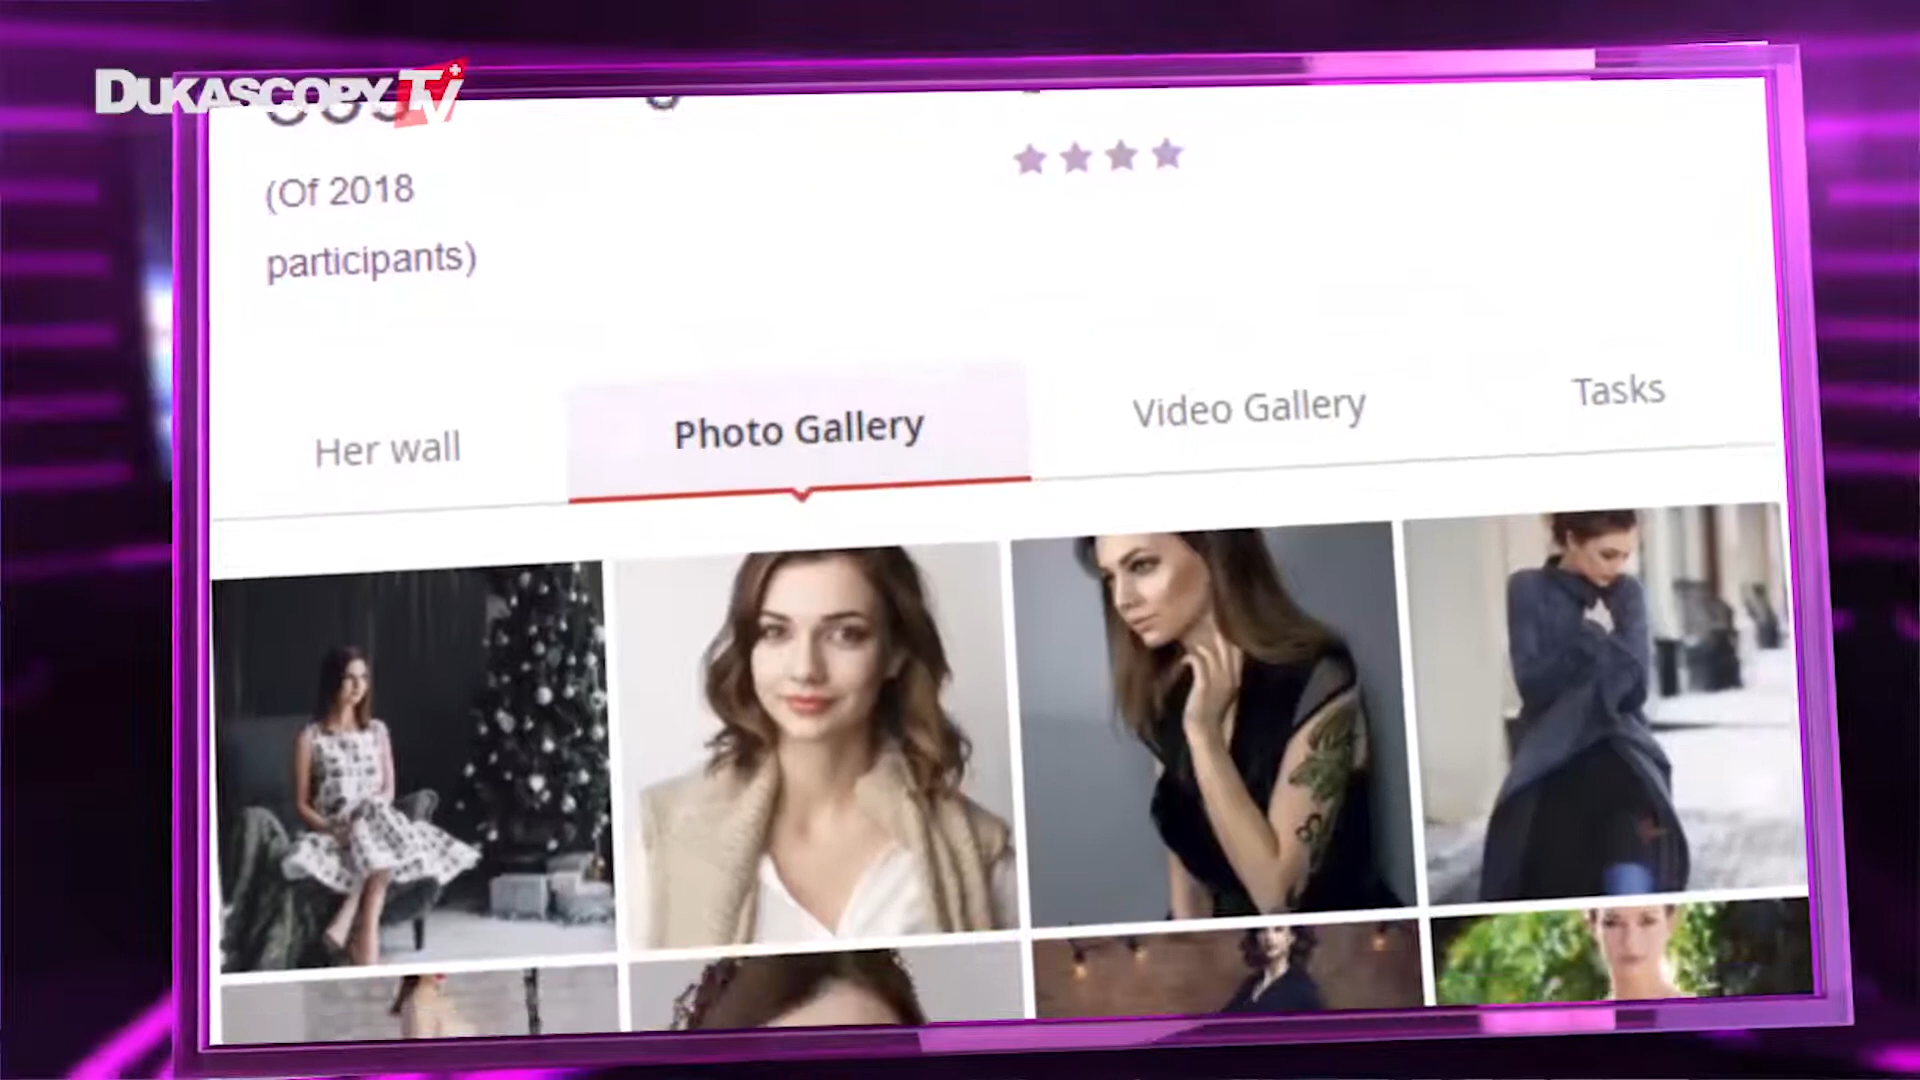 DUKASCOPY TV
(Of 2018
participants)
Her wall
Photo Gallery
Video Gallery
Tasks